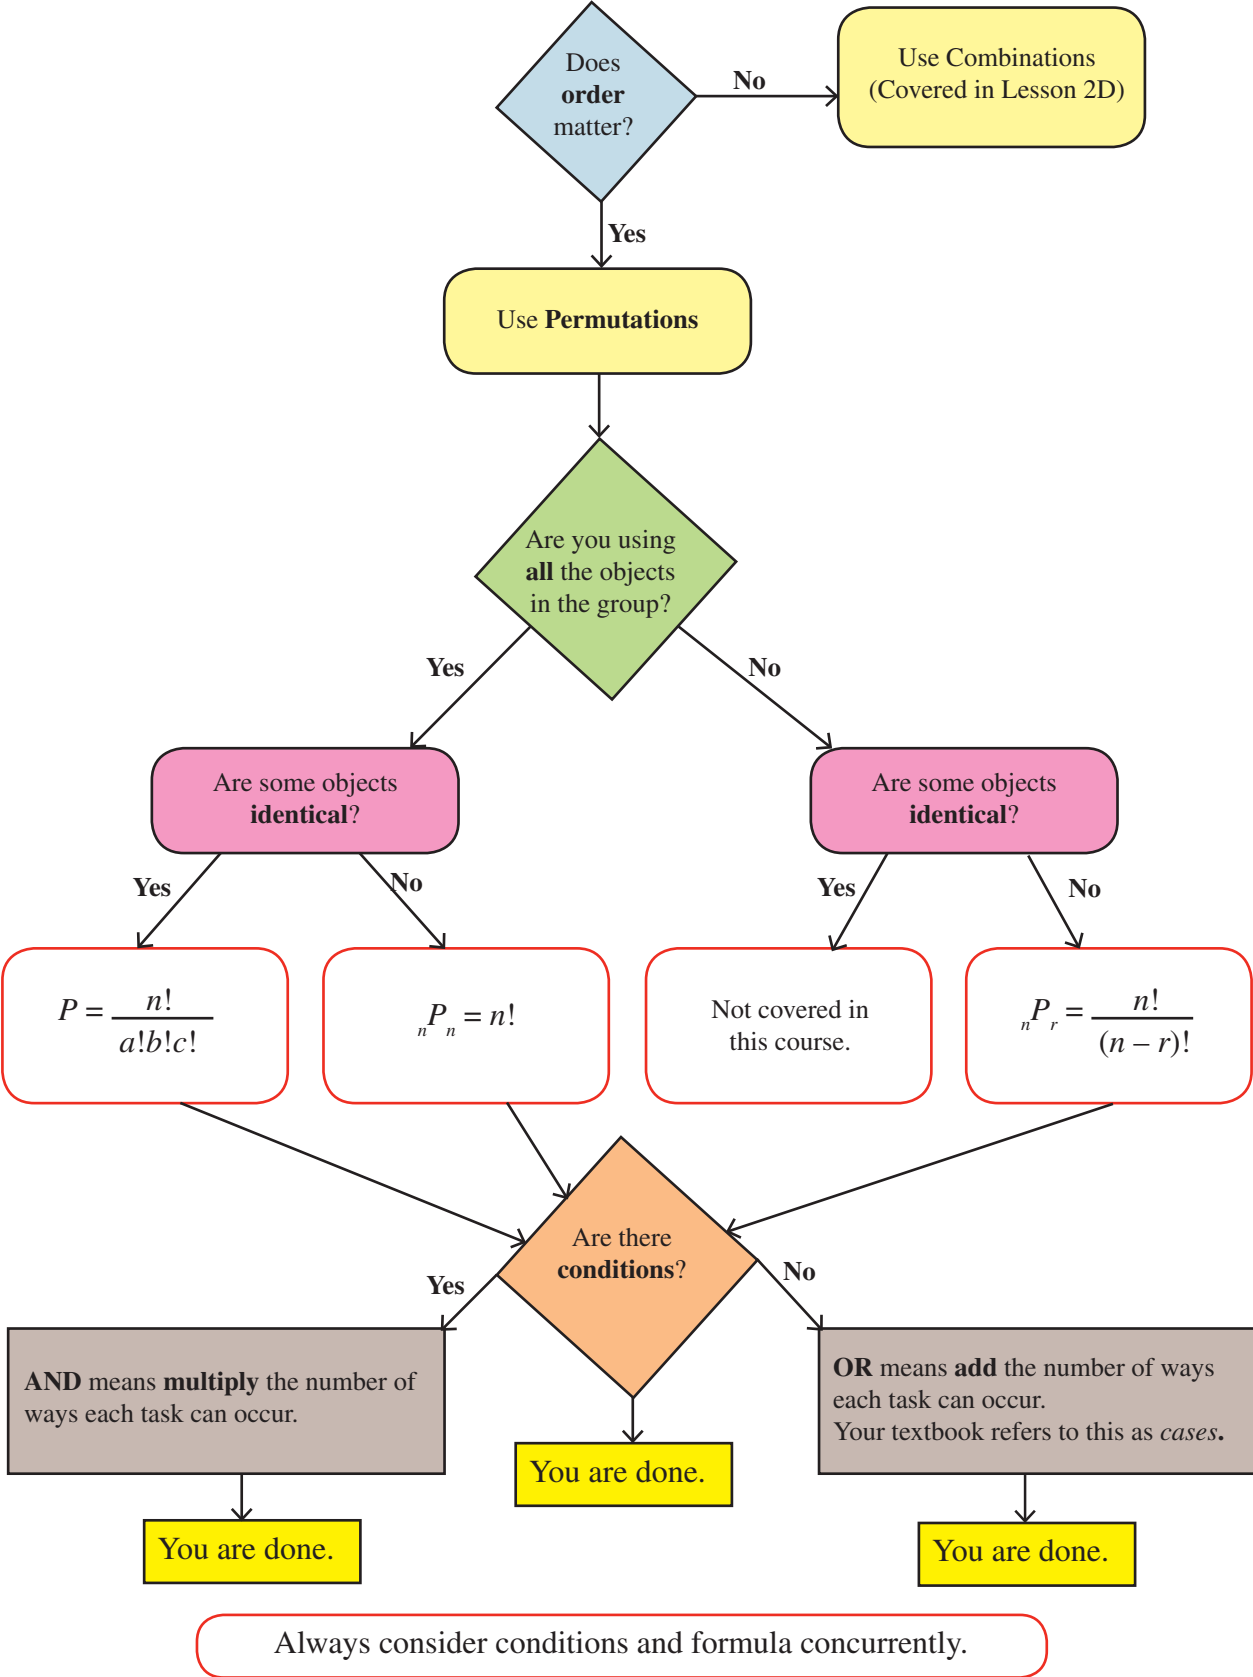 Does
order
matter?
No
Use Combinations
(Covered in Lesson 2D)
Yes
Use Permutations
Are you using
all the objects
in the group?
Yes
No
Are some objects
identical?
Are some objects
identical?
Yes
No
Yes
No
P = n! / a!b!c!
nPn = n!
Not covered in
this course.
nPr = n! / (n – r)!
Are there
conditions?
Yes
No
AND means multiply the number of
ways each task can occur.
OR means add the number of ways
each task can occur.
Your textbook refers to this as cases.
You are done.
You are done.
You are done.
Always consider conditions and formula concurrently.